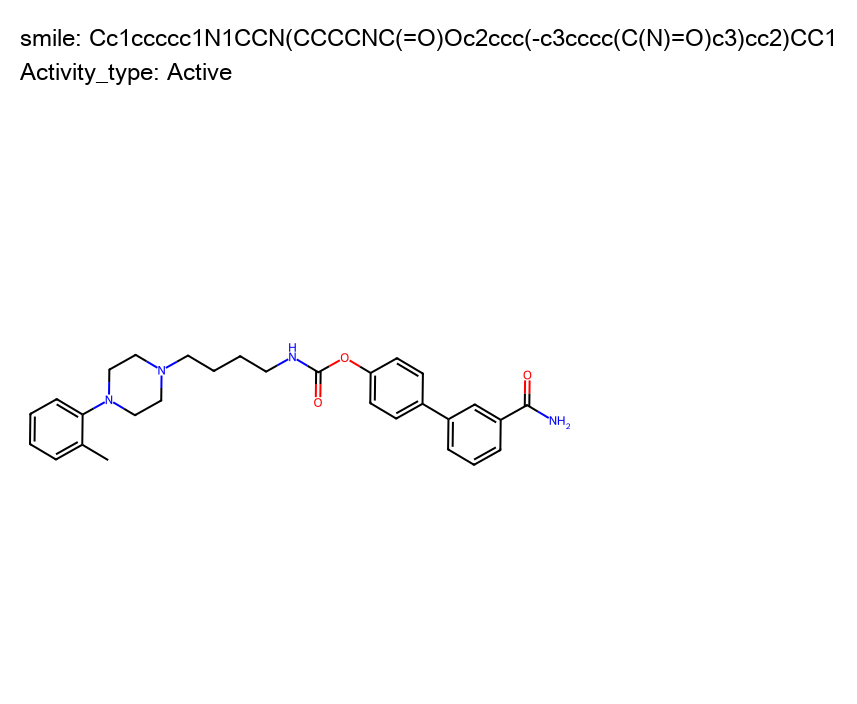 smile: Cc1ccccc1N1CCN(CCCCNC(=O)Oc2ccc(-c3cccc(C(N)=O)c3)cc2)CC1
Activity_type: Active
H
N
O
O
N
N
O
NH2